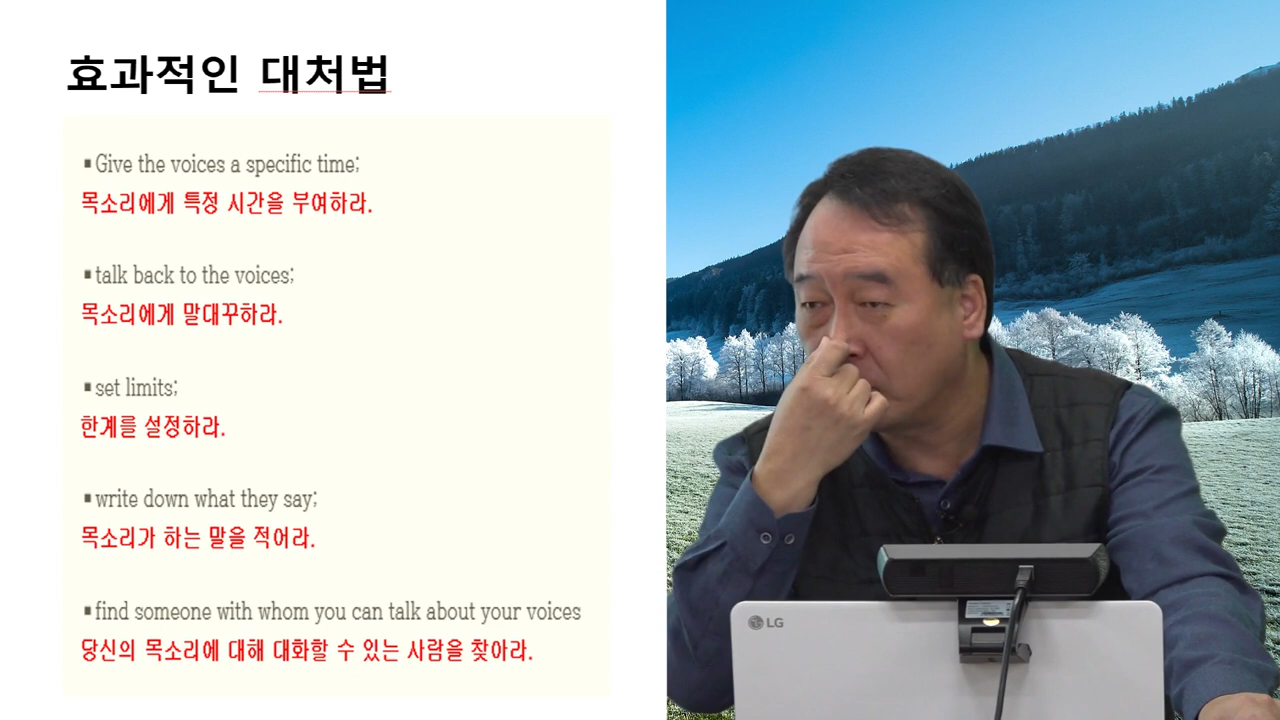 효과적인 대처법
▪Give the voices a specific time;
목소리에게 특정 시간을 부여하라.
▪talk back to the voices;
목소리에게 말대꾸하라.
▪set limits;
한계를 설정하라.
▪write down what they say;
목소리가 하는 말을 적어라.
▪find someone with whom you can talk about your voices
당신의 목소리에 대해 대화할 수 있는 사람을 찾아라.
LG